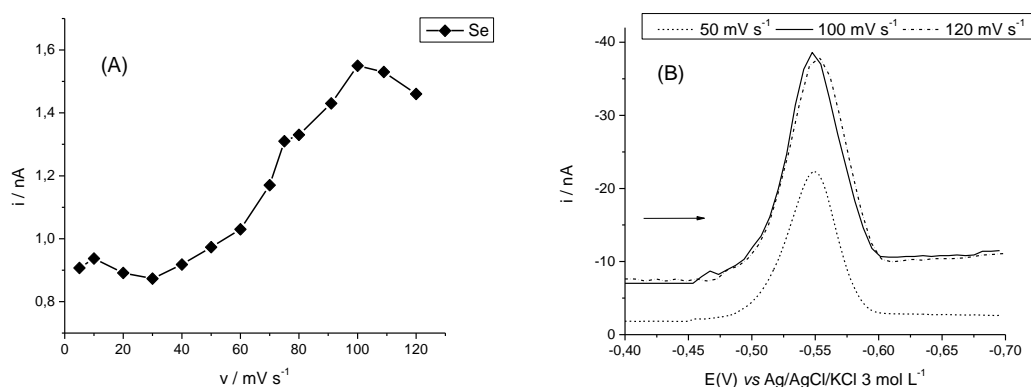 (A)
Se
1,6
1,4
1,2
1,0
0,8
i / nA
0 20 40 60 80 100 120
v / mV s⁻¹
50 mV s⁻¹ 100 mV s⁻¹ 120 mV s⁻¹
(B)
-40
-30
-20
-10
0
i / nA
-0,40 -0,45 -0,50 -0,55 -0,60 -0,65 -0,70
E(V) vs Ag/AgCl/KCl 3 mol L⁻¹